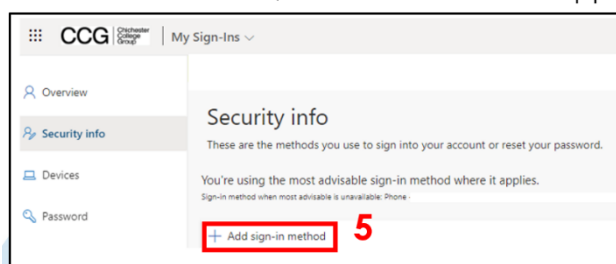 CCG Chichester College Group My Sign-Ins
Overview
Security info
Devices
Password
Security info
These are the methods you use to sign into your account or reset your password.
You're using the most advisable sign-in method where it applies.
Sign-in method when most advisable is unavailable: Phone -
+ Add sign-in method 5